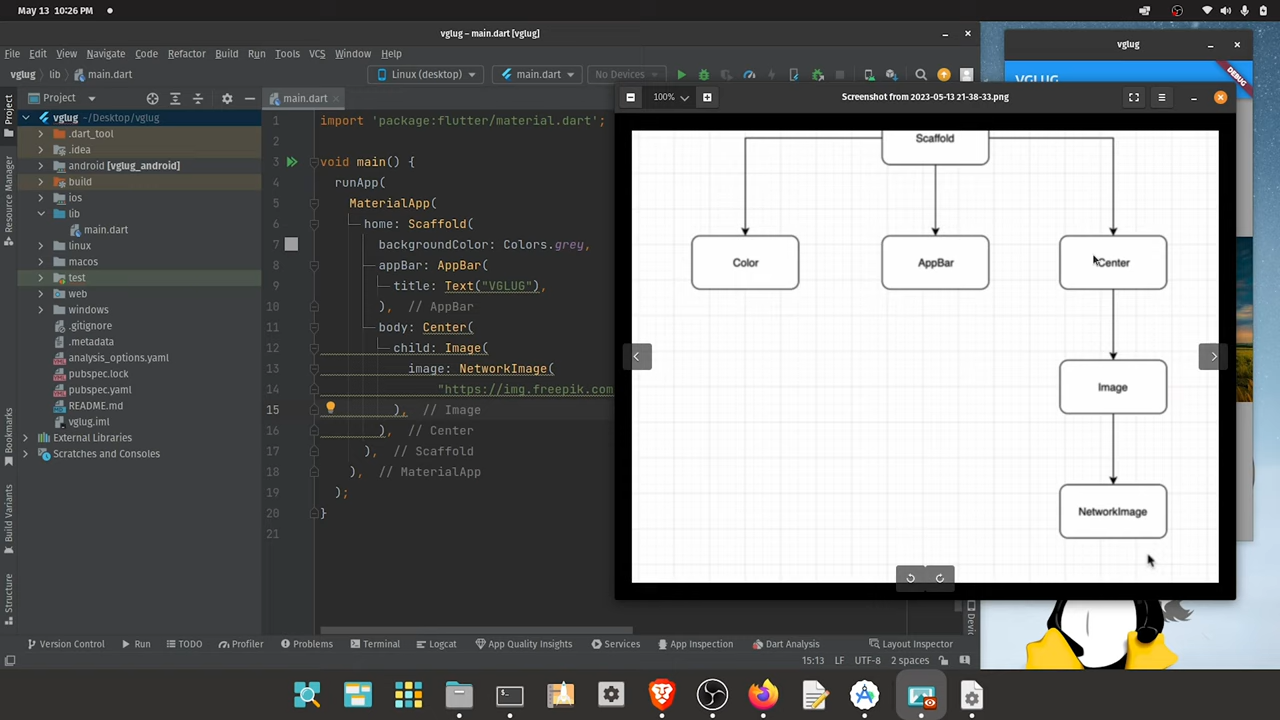 May 13 10:26 PM
vglug – main.dart [vglug]
File Edit View Navigate Code Refactor Build Run Tools VCS Window Help
vglug lib main.dart
Linux (desktop) main.dart No Devices
Project
main.dart
vglug ~/Desktop/vglug
.dart_tool
.idea
android [vglug_android]
build
ios
lib
main.dart
linux
macos
test
web
windows
.gitignore
.metadata
analysis_options.yaml
pubspec.lock
pubspec.yaml
README.md
vglug.iml
External Libraries
Scratches and Consoles
Project
Resource Manager
Bookmarks
Build Variants
Structure
1 import 'package:flutter/material.dart';
2
3 void main() {
4 runApp(
5 MaterialApp(
6 home: Scaffold(
7 backgroundColor: Colors.grey,
8 appBar: AppBar(
9 title: Text("VGLUG"),
10 ), // AppBar
11 body: Center(
12 child: Image(
13 image: NetworkImage(
14 "https://img.freepik.com
15 ), // Image
16 ), // Center
17 ), // Scaffold
18 ), // MaterialApp
19 );
20 }
21
vglug
VGLUG
DEBUG
100%
Screenshot from 2023-05-13 21-38-33.png
Scaffold
Color
AppBar
Center
Image
NetworkImage
Version Control Run TODO Problems Terminal Logcat App Quality Insights Services Profiler App Inspection Dart Analysis Layout Inspector
15:13 LF UTF-8 2 spaces